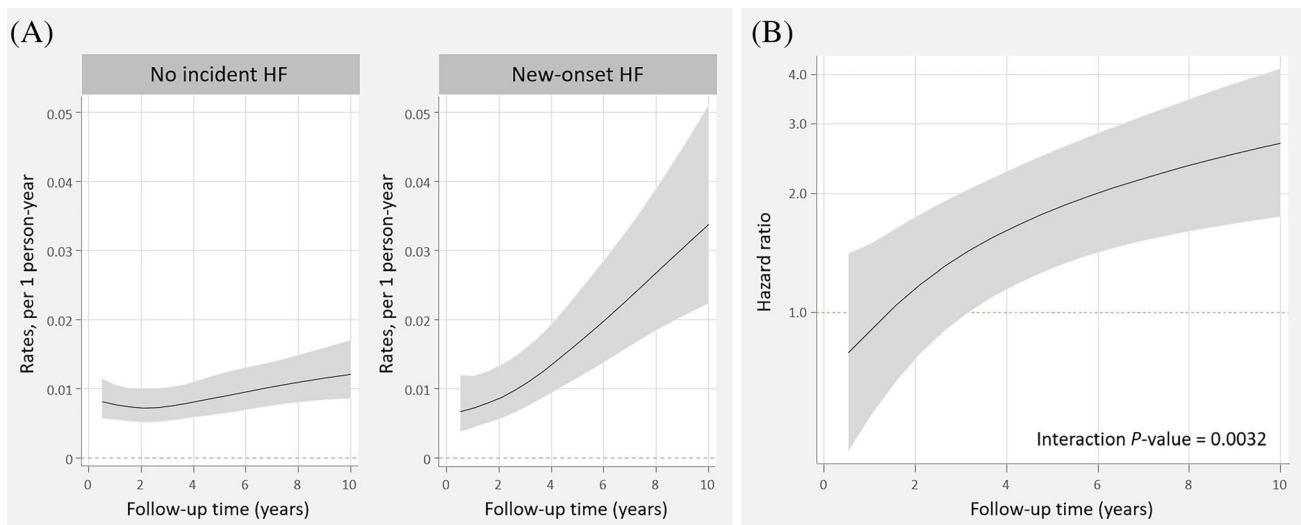 (A)
No incident HF
Rates, per 1 person-year
0.05
0.04
0.03
0.02
0.01
0
0 2 4 6 8 10
Follow-up time (years)
New-onset HF
Rates, per 1 person-year
0.05
0.04
0.03
0.02
0.01
0
0 2 4 6 8 10
Follow-up time (years)
(B)
Hazard ratio
4.0
3.0
2.0
1.0
Interaction P-value = 0.0032
0 2 4 6 8 10
Follow-up time (years)